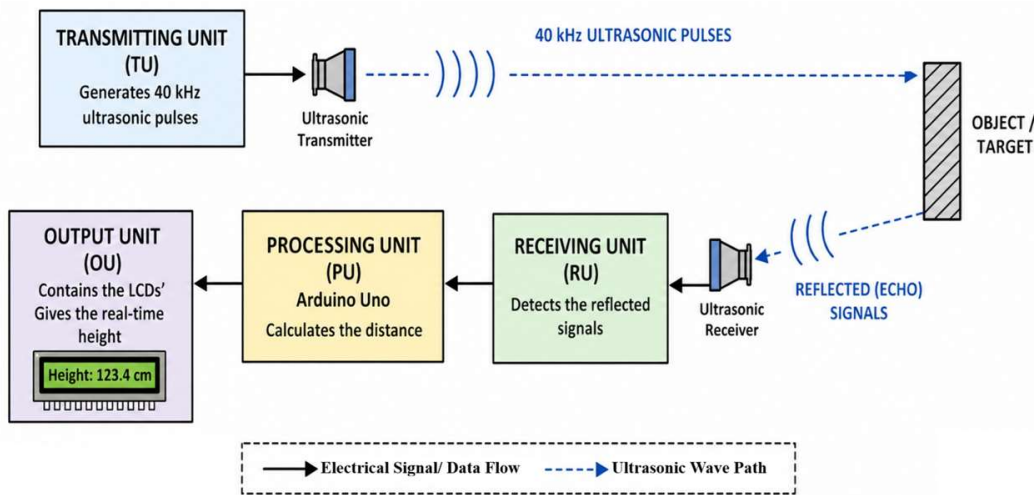 TRANSMITTING UNIT
(TU)
Generates 40 kHz
ultrasonic pulses
Ultrasonic
Transmitter
40 kHz ULTRASONIC PULSES
OBJECT /
TARGET
OUTPUT UNIT
(OU)
Contains the LCDs’
Gives the real-time
height
Height: 123.4 cm
PROCESSING UNIT
(PU)
Arduino Uno
Calculates the distance
RECEIVING UNIT
(RU)
Detects the reflected
signals
Ultrasonic
Receiver
REFLECTED (ECHO)
SIGNALS
Electrical Signal/ Data Flow
Ultrasonic Wave Path